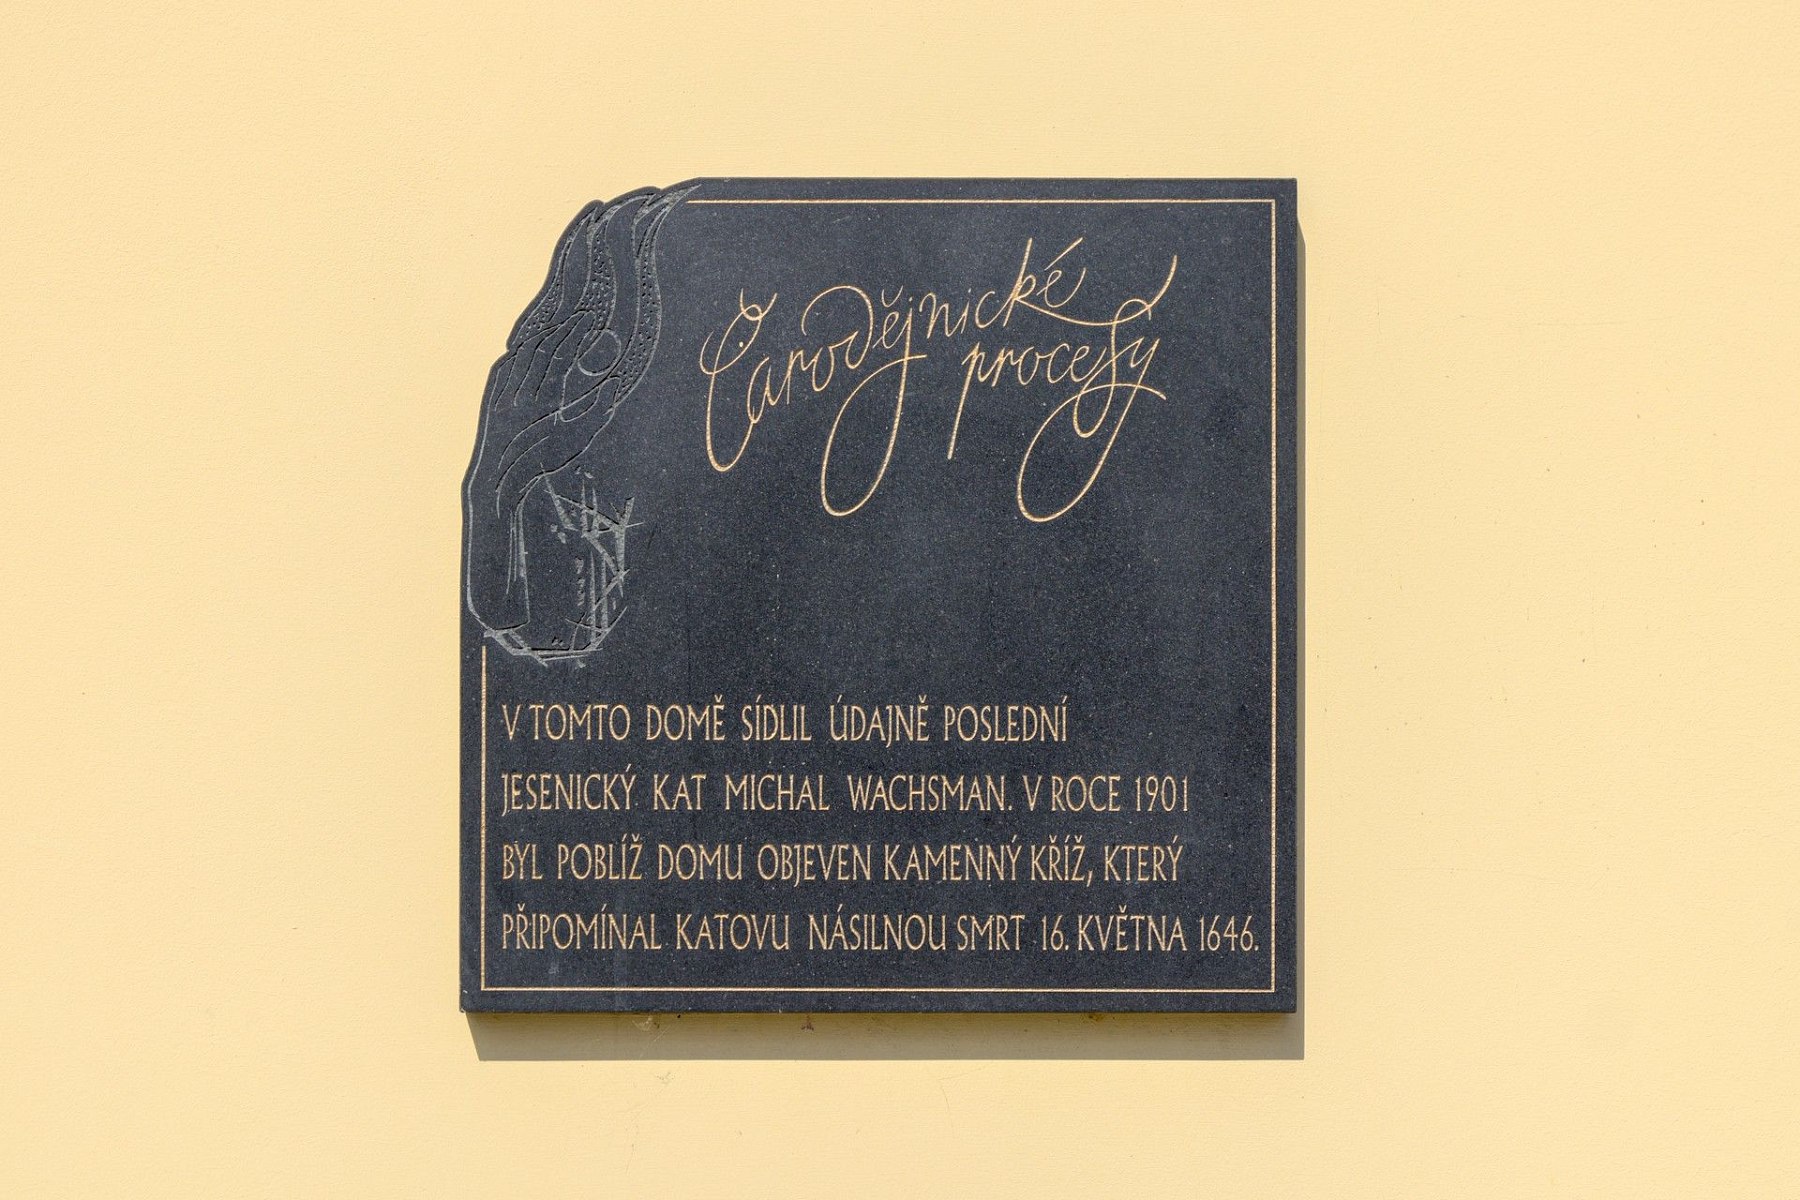 Čarodějnické
procesy
V TOMTO DOMĚ SÍDLIL ÚDAJNĚ POSLEDNÍ
JESENICKÝ KAT MICHAL WACHSMAN. V ROCE 1901
BYL POBLÍŽ DOMU OBJEVEN KAMENNÝ KŘÍŽ, KTERÝ
PŘIPOMÍNAL KATOVU NÁSILNOU SMRT 16. KVĚTNA 1646.